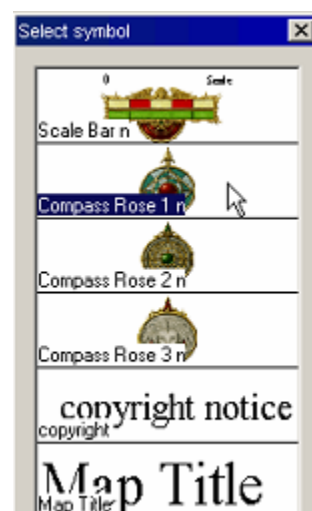 Select symbol
0 Scale
Scale Bar n
Compass Rose 1 n
Compass Rose 2 n
Compass Rose 3 n
copyright notice
copyright
Map Title
Map Title